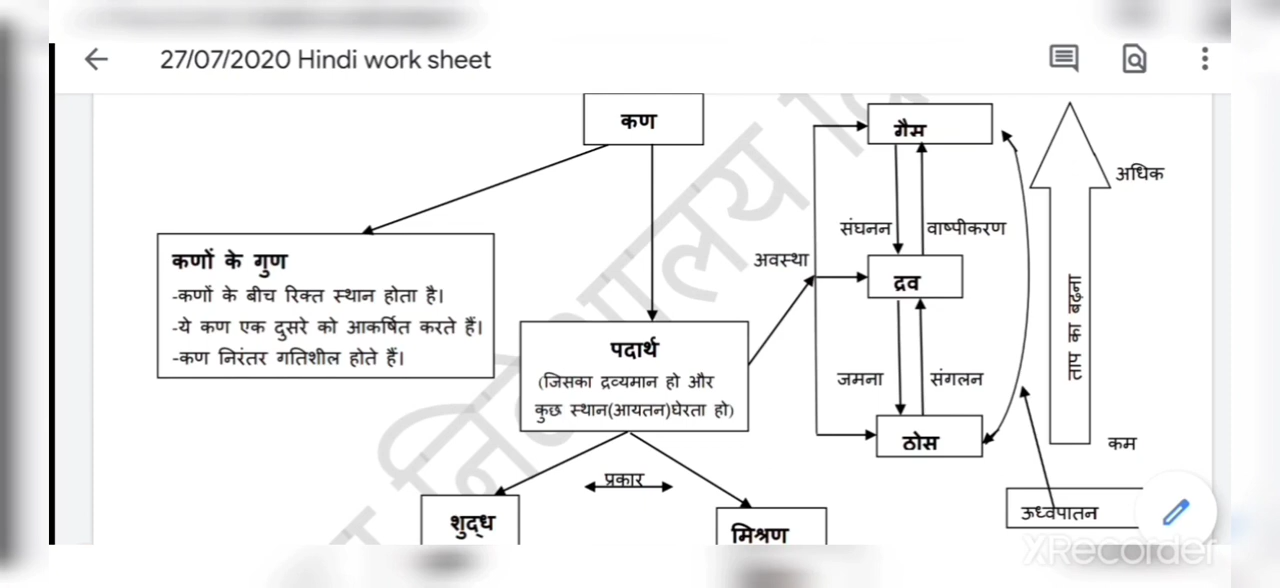 27/07/2020 Hindi work sheet
कण
गैस
अधिक
संघनन
वाष्पीकरण
कणों के गुण
-कणों के बीच रिक्त स्थान होता है।
-ये कण एक दुसरे को आकर्षित करते हैं।
-कण निरंतर गतिशील होते हैं।
अवस्था
द्रव
ताप का बढ़ना
पदार्थ
(जिसका द्रव्यमान हो और
कुछ स्थान(आयतन)घेरता हो)
जमना
संगलन
ठोस
कम
प्रकार
शुद्ध
मिश्रण
ऊर्ध्वपातन
XRecorder